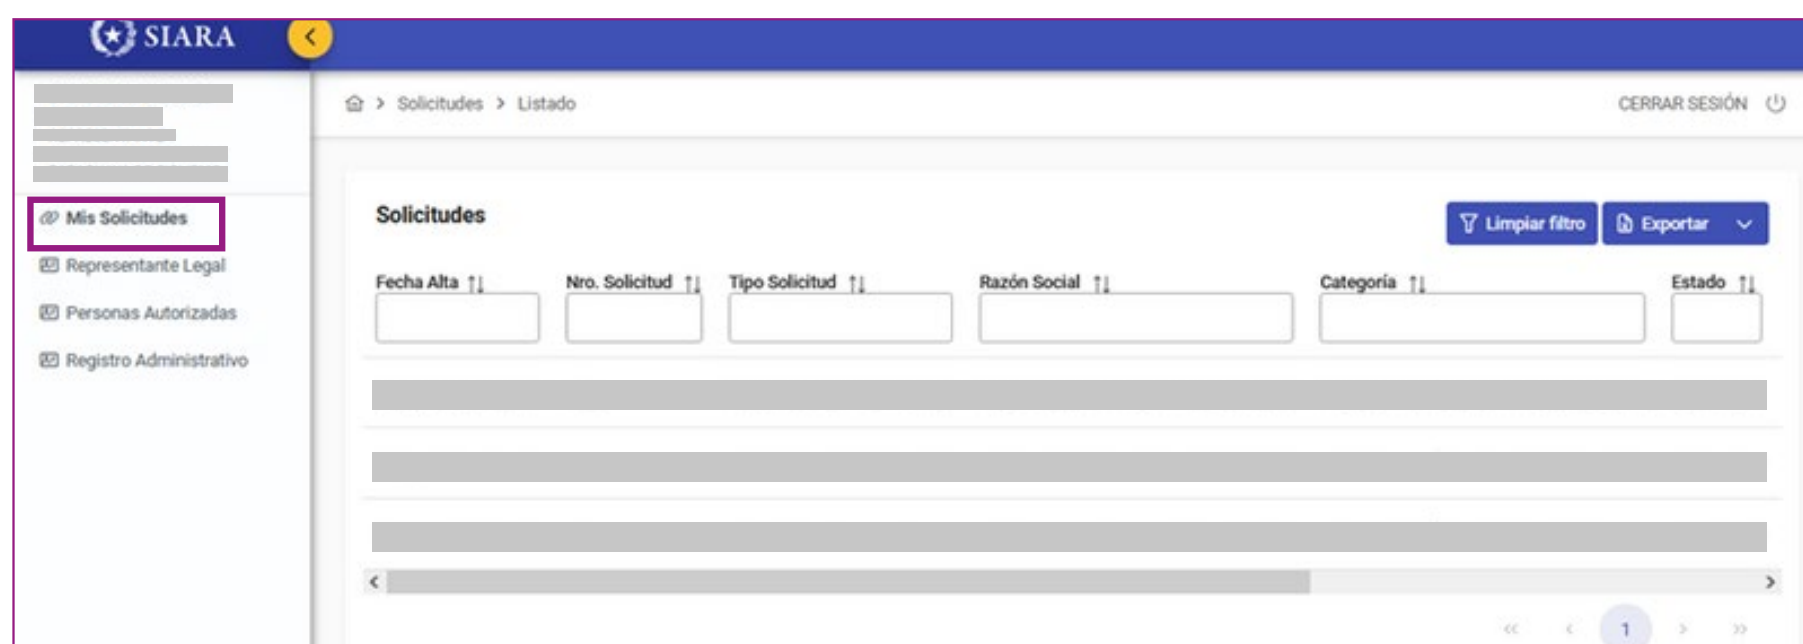 SIARA
Solicitudes > Listado
CERRAR SESIÓN
Mis Solicitudes
Representante Legal
Personas Autorizadas
Registro Administrativo
Solicitudes
Limpiar filtro
Exportar
Fecha Alta Nro. Solicitud Tipo Solicitud Razón Social Categoría Estado
1